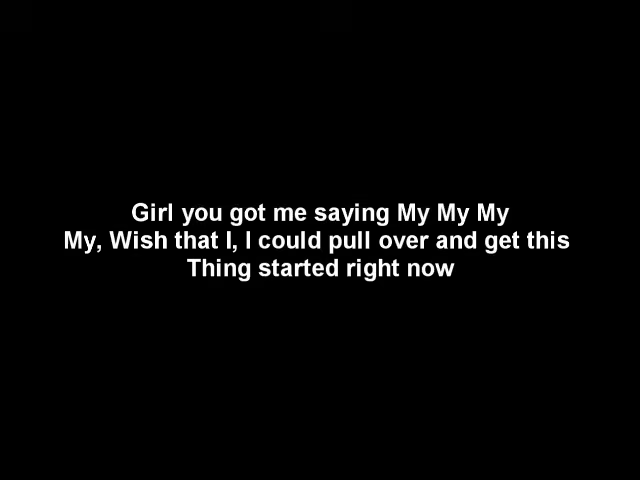 Girl you got me saying My My My
My, Wish that I, I could pull over and get this
Thing started right now